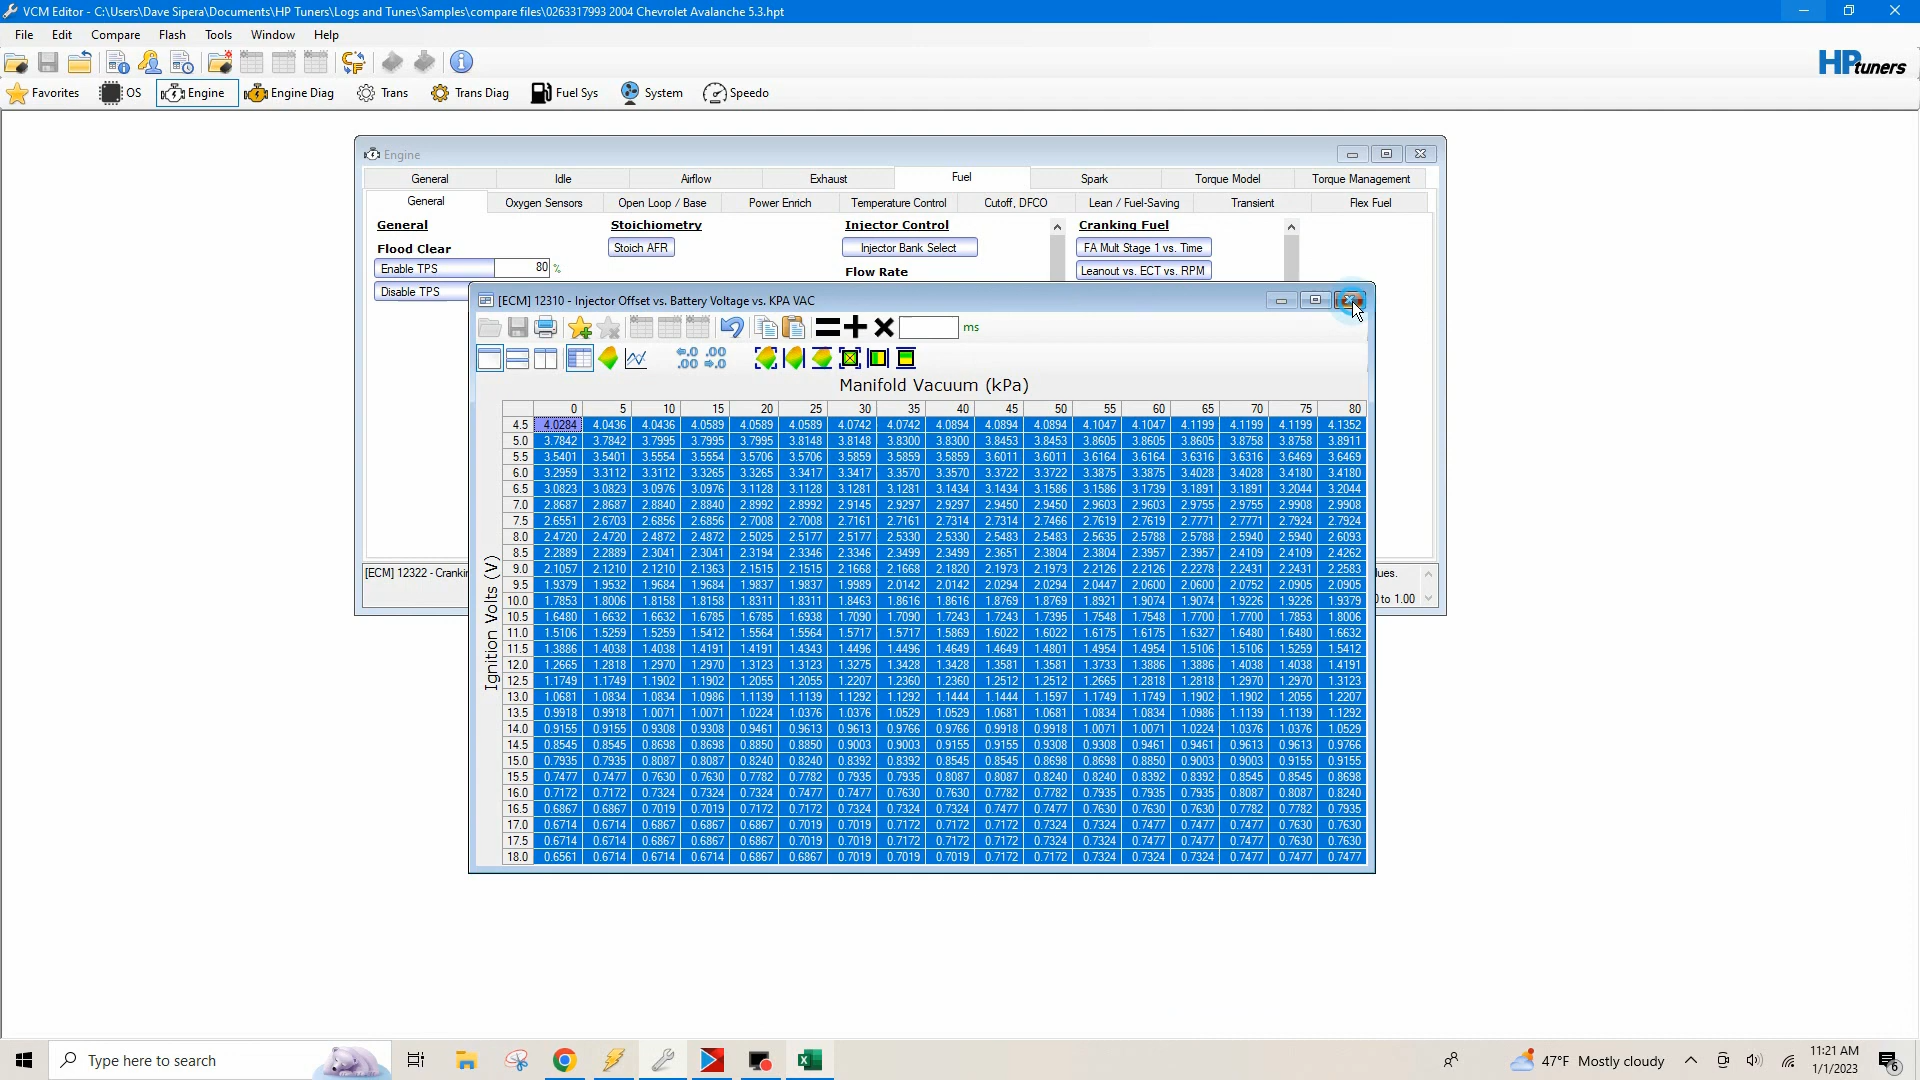 VCM Editor - C:\Users\Dave Sipera\Documents\HP Tuners\Logs and Tunes\Samples\compare files\0263317993 2004 Chevrolet Avalanche 5.3.hpt
File Edit Compare Flash Tools Window Help
HPtuners
Favorites OS Engine Engine Diag Trans Trans Diag Fuel Sys System Speedo
Engine
General Idle Airflow Exhaust Fuel Spark Torque Model Torque Management
General Oxygen Sensors Open Loop / Base Power Enrich Temperature Control Cutoff, DFCO Lean / Fuel-Saving Transient Flex Fuel
General Stoichiometry Injector Control Cranking Fuel
Flood Clear Stoich AFR Injector Bank Select FA Mult Stage 1 vs. Time
Enable TPS 80 % Flow Rate Leanout vs. ECT vs. RPM
Disable TPS
[ECM] 12310 - Injector Offset vs. Battery Voltage vs. KPA VAC
ms
Manifold Vacuum (kPa)
0 5 10 15 20 25 30 35 40 45 50 55 60 65 70 75 80
4.5 4.0284 4.0436 4.0436 4.0589 4.0589 4.0589 4.0742 4.0742 4.0894 4.0894 4.0894 4.1047 4.1047 4.1199 4.1199 4.1199 4.1352
5.0 3.7842 3.7842 3.7995 3.7995 3.7995 3.8148 3.8148 3.8300 3.8300 3.8453 3.8453 3.8605 3.8605 3.8605 3.8758 3.8758 3.8911
5.5 3.5401 3.5401 3.5554 3.5554 3.5706 3.5706 3.5859 3.5859 3.5859 3.6011 3.6011 3.6164 3.6164 3.6316 3.6316 3.6469 3.6469
6.0 3.2959 3.3112 3.3112 3.3265 3.3265 3.3417 3.3417 3.3570 3.3570 3.3722 3.3722 3.3875 3.3875 3.4028 3.4028 3.4180 3.4180
6.5 3.0823 3.0823 3.0976 3.0976 3.1128 3.1128 3.1281 3.1281 3.1434 3.1434 3.1586 3.1586 3.1739 3.1891 3.1891 3.2044 3.2044
7.0 2.8687 2.8687 2.8840 2.8840 2.8992 2.8992 2.9145 2.9297 2.9297 2.9450 2.9450 2.9603 2.9603 2.9755 2.9755 2.9908 2.9908
7.5 2.6551 2.6703 2.6856 2.6856 2.7008 2.7008 2.7161 2.7161 2.7314 2.7314 2.7466 2.7619 2.7619 2.7771 2.7771 2.7924 2.7924
8.0 2.4720 2.4720 2.4872 2.4872 2.5025 2.5177 2.5177 2.5330 2.5330 2.5483 2.5483 2.5635 2.5788 2.5788 2.5940 2.5940 2.6093
8.5 2.2889 2.2889 2.3041 2.3041 2.3194 2.3346 2.3346 2.3499 2.3499 2.3651 2.3804 2.3804 2.3957 2.3957 2.4109 2.4109 2.4262
9.0 2.1057 2.1210 2.1210 2.1363 2.1515 2.1515 2.1668 2.1668 2.1820 2.1973 2.1973 2.2126 2.2126 2.2278 2.2431 2.2431 2.2583
9.5 1.9379 1.9532 1.9684 1.9684 1.9837 1.9837 1.9989 2.0142 2.0142 2.0294 2.0294 2.0447 2.0600 2.0600 2.0752 2.0905 2.0905
10.0 1.7853 1.8006 1.8158 1.8158 1.8311 1.8311 1.8463 1.8616 1.8616 1.8769 1.8769 1.8921 1.9074 1.9074 1.9226 1.9226 1.9379
10.5 1.6480 1.6632 1.6632 1.6785 1.6785 1.6938 1.7090 1.7090 1.7243 1.7243 1.7395 1.7548 1.7548 1.7700 1.7700 1.7853 1.8006
11.0 1.5106 1.5259 1.5259 1.5412 1.5564 1.5564 1.5717 1.5717 1.5869 1.6022 1.6022 1.6175 1.6175 1.6327 1.6480 1.6480 1.6632
11.5 1.3886 1.4038 1.4038 1.4191 1.4191 1.4343 1.4496 1.4496 1.4649 1.4649 1.4801 1.4954 1.4954 1.5106 1.5106 1.5259 1.5412
12.0 1.2665 1.2818 1.2970 1.2970 1.3123 1.3123 1.3275 1.3428 1.3428 1.3581 1.3581 1.3733 1.3886 1.3886 1.4038 1.4038 1.4191
12.5 1.1749 1.1749 1.1902 1.1902 1.2055 1.2055 1.2207 1.2360 1.2360 1.2512 1.2512 1.2665 1.2818 1.2818 1.2970 1.2970 1.3123
13.0 1.0681 1.0834 1.0834 1.0986 1.1139 1.1139 1.1292 1.1292 1.1444 1.1444 1.1597 1.1749 1.1749 1.1902 1.1902 1.2055 1.2207
13.5 0.9918 0.9918 1.0071 1.0071 1.0224 1.0376 1.0376 1.0529 1.0529 1.0681 1.0681 1.0834 1.0834 1.0986 1.1139 1.1139 1.1292
14.0 0.9155 0.9155 0.9308 0.9308 0.9461 0.9613 0.9613 0.9766 0.9766 0.9918 0.9918 1.0071 1.0071 1.0224 1.0376 1.0376 1.0529
14.5 0.8545 0.8545 0.8698 0.8698 0.8850 0.8850 0.9003 0.9003 0.9155 0.9155 0.9308 0.9308 0.9461 0.9461 0.9613 0.9613 0.9766
15.0 0.7935 0.7935 0.8087 0.8087 0.8240 0.8240 0.8392 0.8392 0.8545 0.8545 0.8698 0.8698 0.8850 0.9003 0.9003 0.9155 0.9155
15.5 0.7477 0.7477 0.7630 0.7630 0.7782 0.7782 0.7935 0.7935 0.8087 0.8087 0.8240 0.8240 0.8392 0.8392 0.8545 0.8545 0.8698
16.0 0.7172 0.7172 0.7324 0.7324 0.7324 0.7477 0.7477 0.7630 0.7630 0.7782 0.7782 0.7935 0.7935 0.7935 0.8087 0.8087 0.8240
16.5 0.6867 0.6867 0.7019 0.7019 0.7172 0.7172 0.7324 0.7324 0.7324 0.7477 0.7477 0.7630 0.7630 0.7630 0.7782 0.7782 0.7935
17.0 0.6714 0.6714 0.6867 0.6867 0.6867 0.7019 0.7019 0.7172 0.7172 0.7172 0.7324 0.7324 0.7477 0.7477 0.7477 0.7630 0.7630
17.5 0.6714 0.6714 0.6867 0.6867 0.6867 0.7019 0.7019 0.7172 0.7172 0.7172 0.7324 0.7324 0.7477 0.7477 0.7477 0.7630 0.7630
18.0 0.6561 0.6714 0.6714 0.6714 0.6867 0.6867 0.7019 0.7019 0.7019 0.7172 0.7172 0.7324 0.7324 0.7324 0.7477 0.7477 0.7477
Ignition Volts (V)
[ECM] 12322 - Crankin
lues.
0 to 1.00
Type here to search
47°F Mostly cloudy
11:21 AM
1/1/2023
6